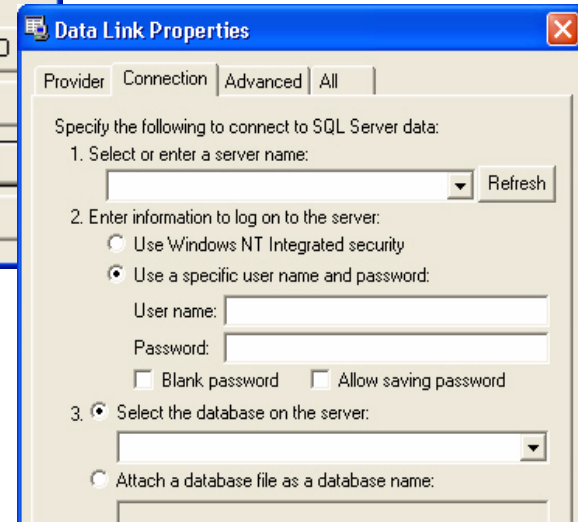 Data Link Properties
Provider Connection Advanced All
Specify the following to connect to SQL Server data:
1. Select or enter a server name:
Refresh
2. Enter information to log on to the server:
Use Windows NT Integrated security
Use a specific user name and password:
User name:
Password:
Blank password Allow saving password
3. Select the database on the server:
Attach a database file as a database name: